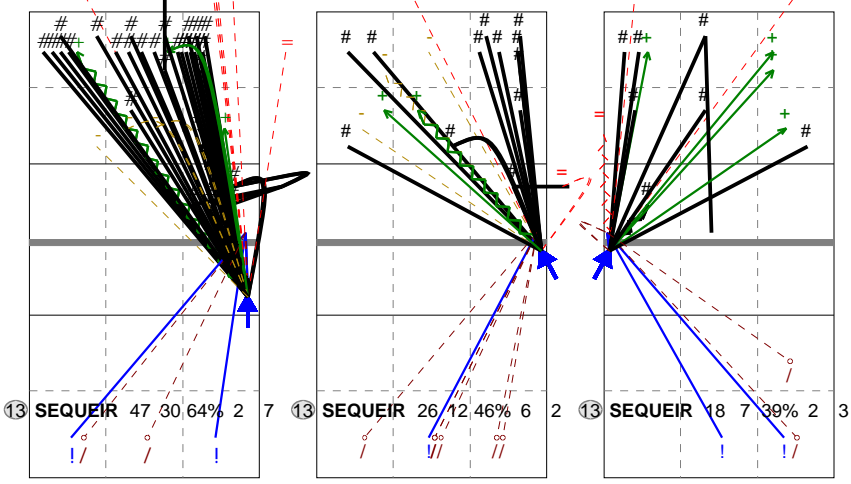 13 SEQUEIR 47 30 64% 2 7
13 SEQUEIR 26 12 46% 6 2
13 SEQUEIR 18 7 39% 2 3